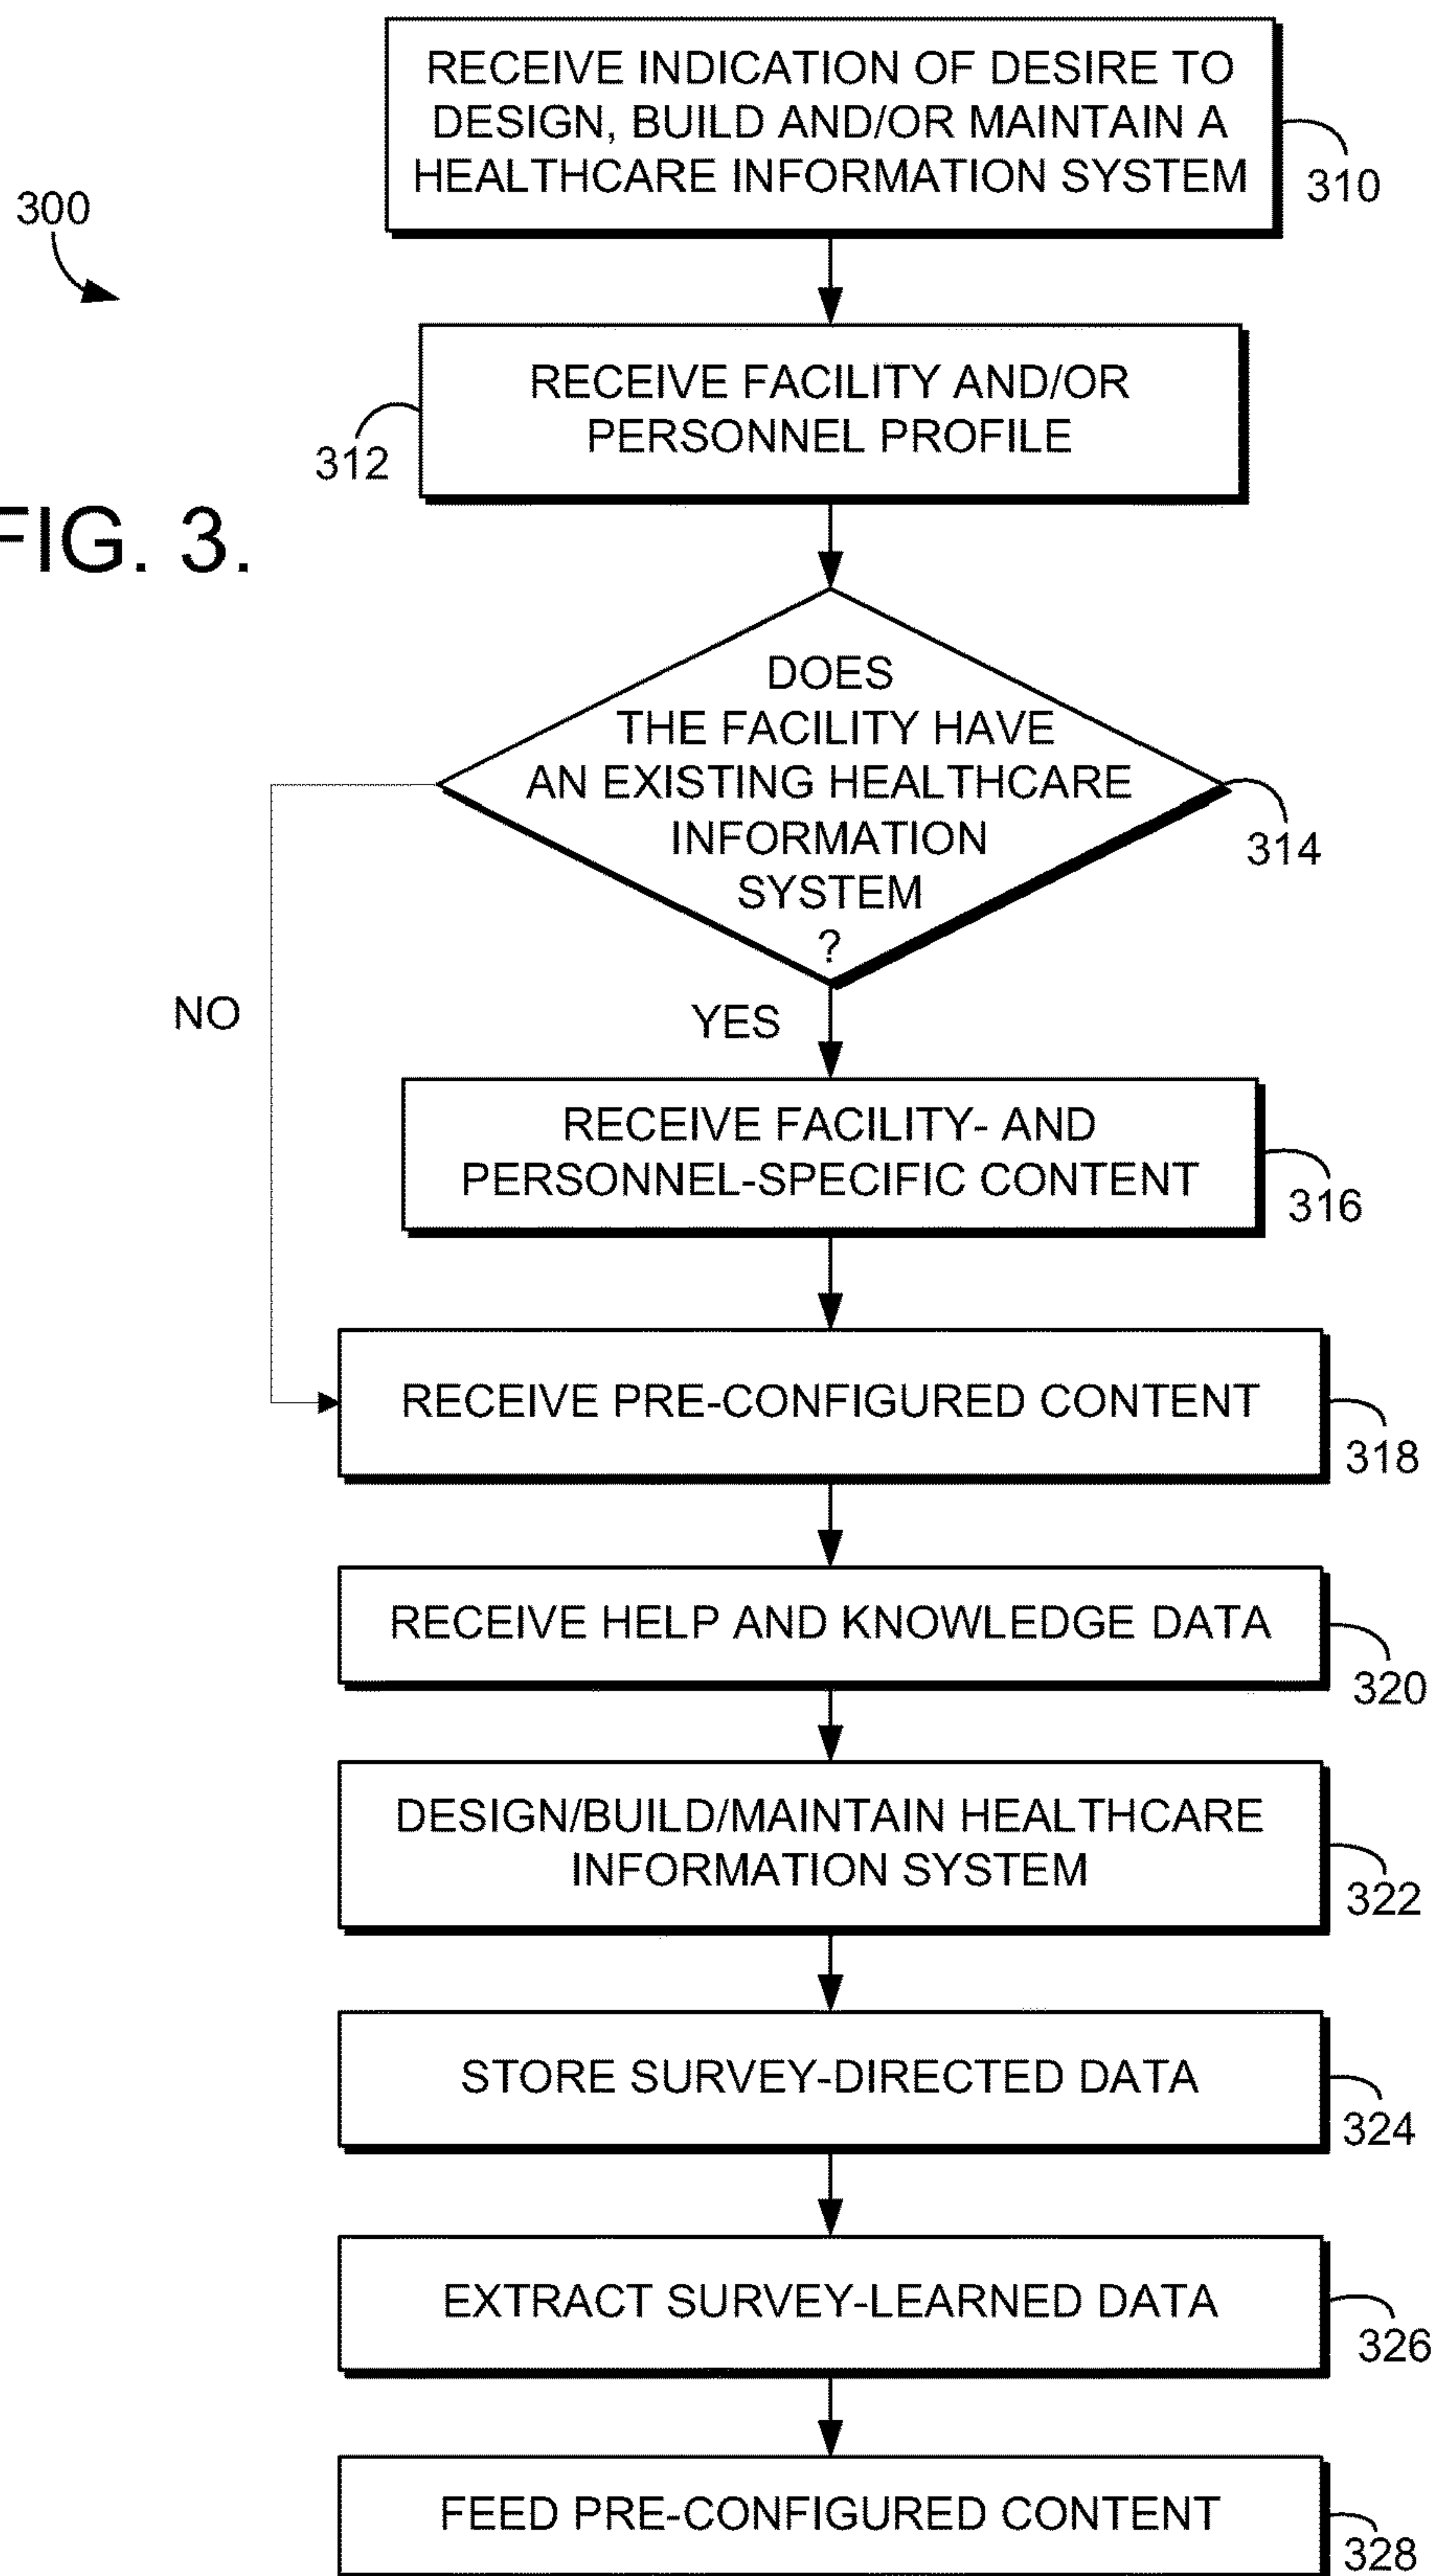 RECEIVE INDICATION OF DESIRE TO
DESIGN, BUILD AND/OR MAINTAIN A
HEALTHCARE INFORMATION SYSTEM
310
300
RECEIVE FACILITY AND/OR
PERSONNEL PROFILE
312
FIG. 3.
DOES
THE FACILITY HAVE
AN EXISTING HEALTHCARE
INFORMATION
SYSTEM
?
314
NO
YES
RECEIVE FACILITY- AND
PERSONNEL-SPECIFIC CONTENT
316
RECEIVE PRE-CONFIGURED CONTENT
318
RECEIVE HELP AND KNOWLEDGE DATA
320
DESIGN/BUILD/MAINTAIN HEALTHCARE
INFORMATION SYSTEM
322
STORE SURVEY-DIRECTED DATA
324
EXTRACT SURVEY-LEARNED DATA
326
FEED PRE-CONFIGURED CONTENT
328